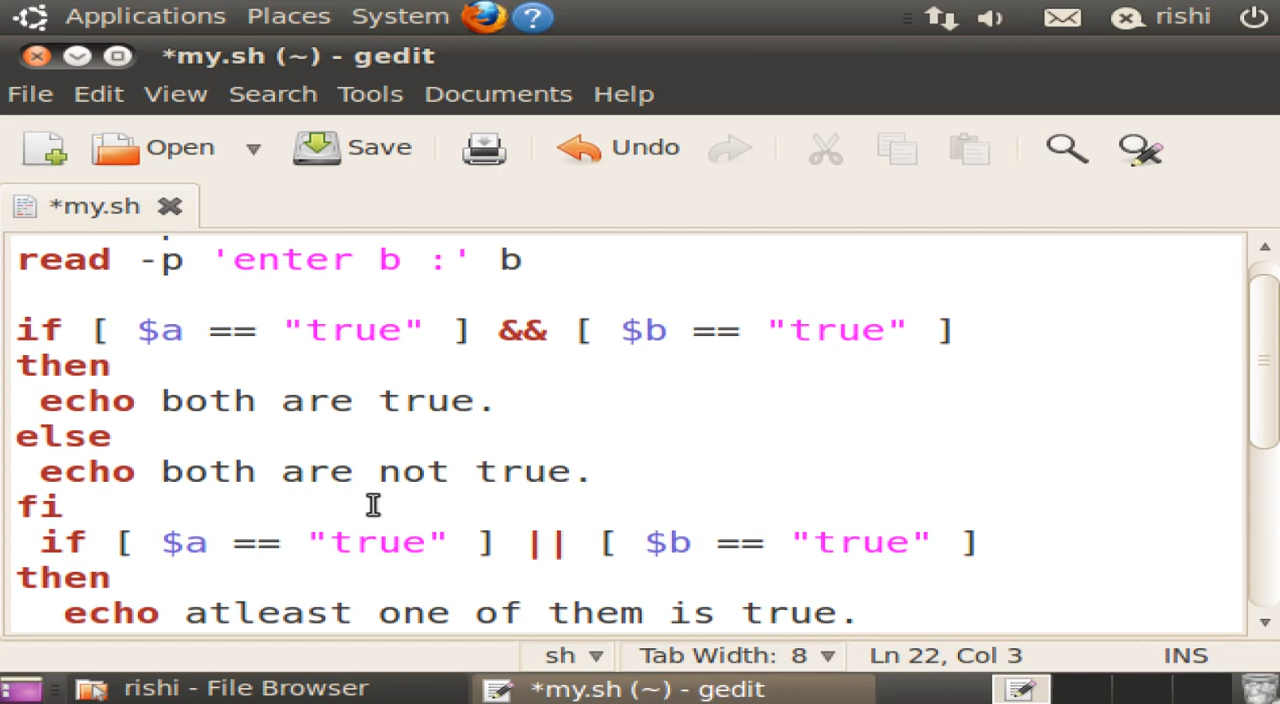 Applications Places System ? rishi
*my.sh (~) - gedit
File Edit View Search Tools Documents Help
Open Save Undo
*my.sh
read -p 'enter b :' b
if [ $a == "true" ] && [ $b == "true" ]
then
echo both are true.
else
echo both are not true.
fi
if [ $a == "true" ] || [ $b == "true" ]
then
echo atleast one of them is true.
sh Tab Width: 8 Ln 22, Col 3 INS
rishi - File Browser *my.sh (~) - gedit